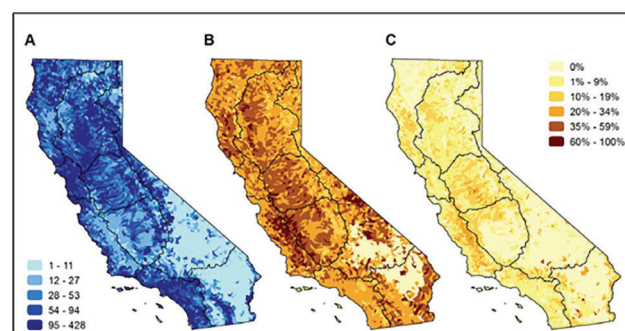 A
B
C
0%
1% - 9%
10% - 19%
20% - 34%
35% - 59%
60% - 100%
1 - 11
12 - 27
28 - 53
54 - 94
95 - 428